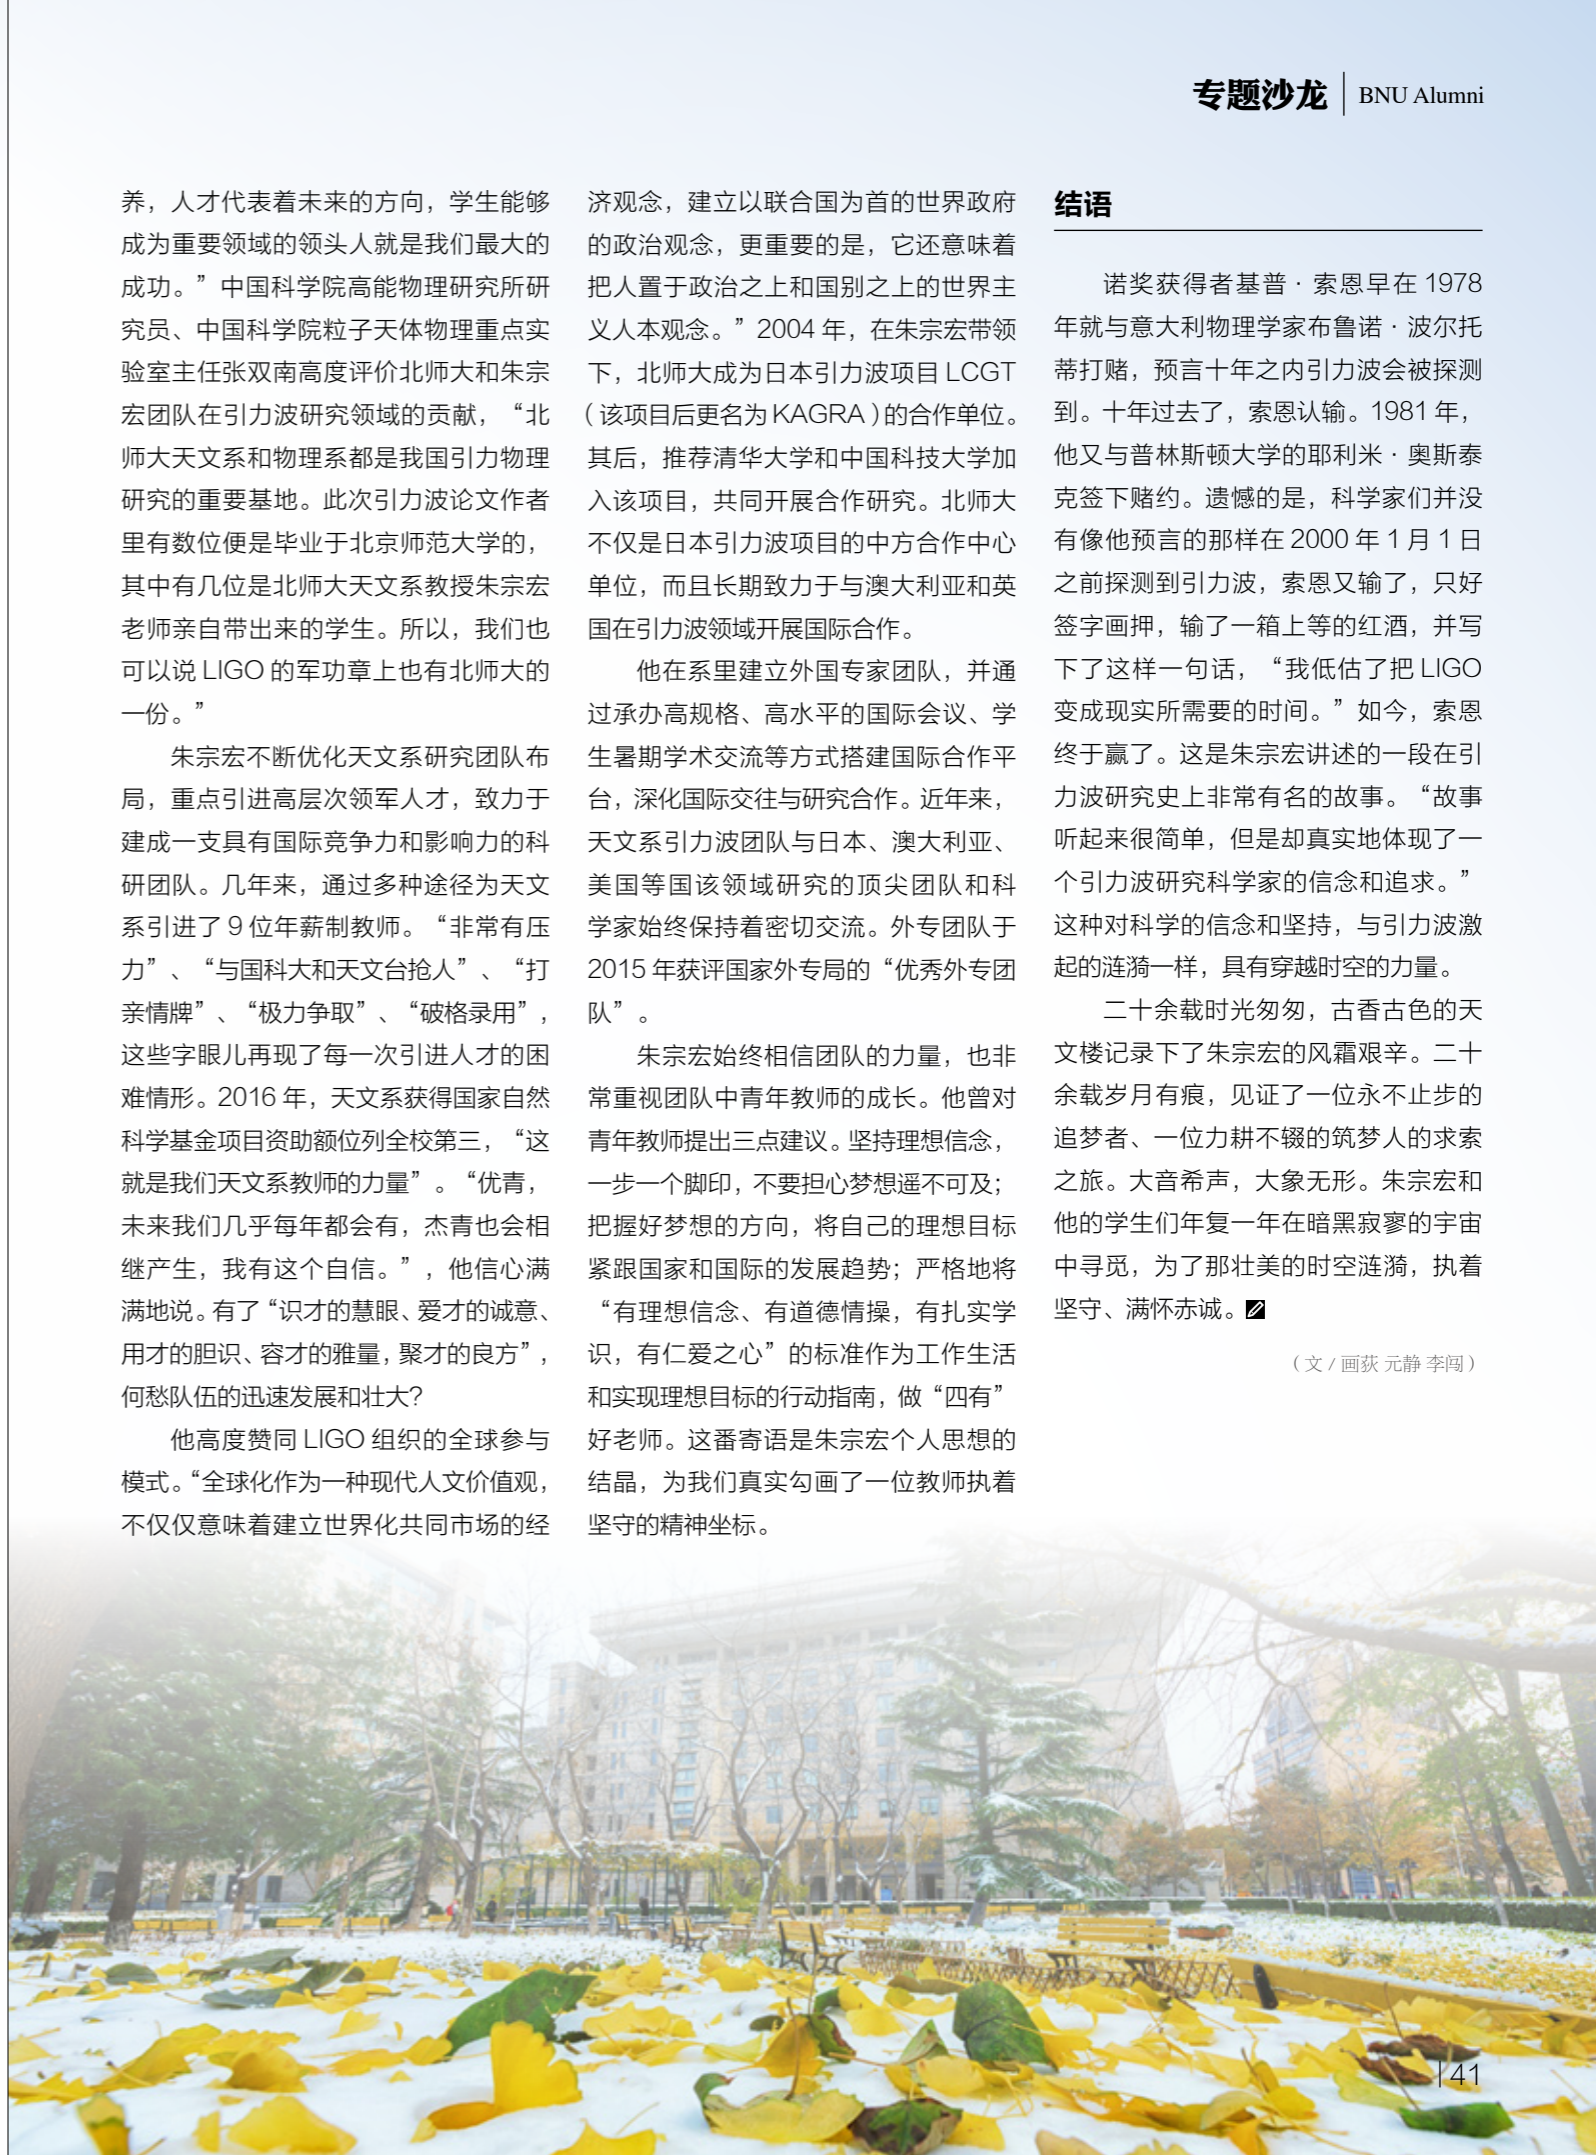 专题沙龙 BNU Alumni
养，人才代表着未来的方向，学生能够
成为重要领域的领头人就是我们最大的
成功。”中国科学院高能物理研究所研
究员、中国科学院粒子天体物理重点实
验室主任张双南高度评价北师大和朱宗
宏团队在引力波研究领域的贡献，“北
师大天文系和物理系都是我国引力物理
研究的重要基地。此次引力波论文作者
里有数位便是毕业于北京师范大学的，
其中有几位是北师大天文系教授朱宗宏
老师亲自带出来的学生。所以，我们也
可以说 LIGO 的军功章上也有北师大的
一份。”
朱宗宏不断优化天文系研究团队布
局，重点引进高层次领军人才，致力于
建成一支具有国际竞争力和影响力的科
研团队。几年来，通过多种途径为天文
系引进了 9 位年薪制教师。“非常有压
力”、“与国科大和天文台抢人”、“打
亲情牌”、“极力争取”、“破格录用”，
这些字眼儿再现了每一次引进人才的困
难情形。2016 年，天文系获得国家自然
科学基金项目资助额位列全校第三，“这
就是我们天文系教师的力量”。“优青，
未来我们几乎每年都会有，杰青也会相
继产生，我有这个自信。”，他信心满
满地说。有了“识才的慧眼、爱才的诚意、
用才的胆识、容才的雅量，聚才的良方”，
何愁队伍的迅速发展和壮大？
他高度赞同 LIGO 组织的全球参与
模式。“全球化作为一种现代人文价值观，
不仅仅意味着建立世界化共同市场的经
济观念，建立以联合国为首的世界政府
的政治观念，更重要的是，它还意味着
把人置于政治之上和国别之上的世界主
义人本观念。”2004 年，在朱宗宏带领
下，北师大成为日本引力波项目 LCGT
（该项目后更名为 KAGRA）的合作单位。
其后，推荐清华大学和中国科技大学加
入该项目，共同开展合作研究。北师大
不仅是日本引力波项目的中方合作中心
单位，而且长期致力于与澳大利亚和英
国在引力波领域开展国际合作。
他在系里建立外国专家团队，并通
过承办高规格、高水平的国际会议、学
生暑期学术交流等方式搭建国际合作平
台，深化国际交往与研究合作。近年来，
天文系引力波团队与日本、澳大利亚、
美国等国该领域研究的顶尖团队和科
学家始终保持着密切交流。外专团队于
2015 年获评国家外专局的“优秀外专团
队”。
朱宗宏始终相信团队的力量，也非
常重视团队中青年教师的成长。他曾对
青年教师提出三点建议。坚持理想信念，
一步一个脚印，不要担心梦想遥不可及；
把握好梦想的方向，将自己的理想目标
紧跟国家和国际的发展趋势；严格地将
“有理想信念、有道德情操，有扎实学
识，有仁爱之心”的标准作为工作生活
和实现理想目标的行动指南，做“四有”
好老师。这番寄语是朱宗宏个人思想的
结晶，为我们真实勾画了一位教师执着
坚守的精神坐标。
结语
诺奖获得者基普·索恩早在 1978
年就与意大利物理学家布鲁诺·波尔托
蒂打赌，预言十年之内引力波会被探测
到。十年过去了，索恩认输。1981 年，
他又与普林斯顿大学的耶利米·奥斯泰
克签下赌约。遗憾的是，科学家们并没
有像他预言的那样在 2000 年 1 月 1 日
之前探测到引力波，索恩又输了，只好
签字画押，输了一箱上等的红酒，并写
下了这样一句话，“我低估了把 LIGO
变成现实所需要的时间。”如今，索恩
终于赢了。这是朱宗宏讲述的一段在引
力波研究史上非常有名的故事。“故事
听起来很简单，但是却真实地体现了一
个引力波研究科学家的信念和追求。”
这种对科学的信念和坚持，与引力波激
起的涟漪一样，具有穿越时空的力量。
二十余载时光匆匆，古香古色的天
文楼记录下了朱宗宏的风霜艰辛。二十
余载岁月有痕，见证了一位永不止步的
追梦者、一位力耕不辍的筑梦人的求索
之旅。大音希声，大象无形。朱宗宏和
他的学生们年复一年在暗黑寂寥的宇宙
中寻觅，为了那壮美的时空涟漪，执着
坚守、满怀赤诚。
（文 / 画荻 元静 李闯）
41